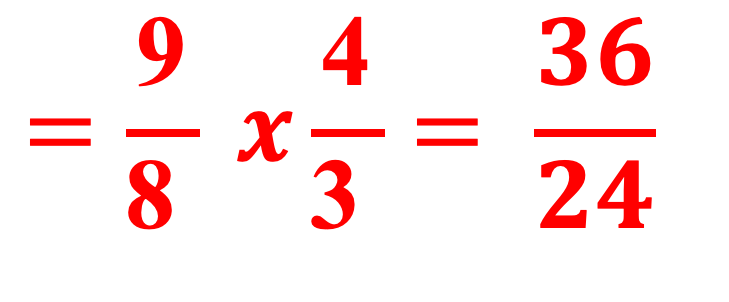 = 9/8 x 4/3 = 36/24